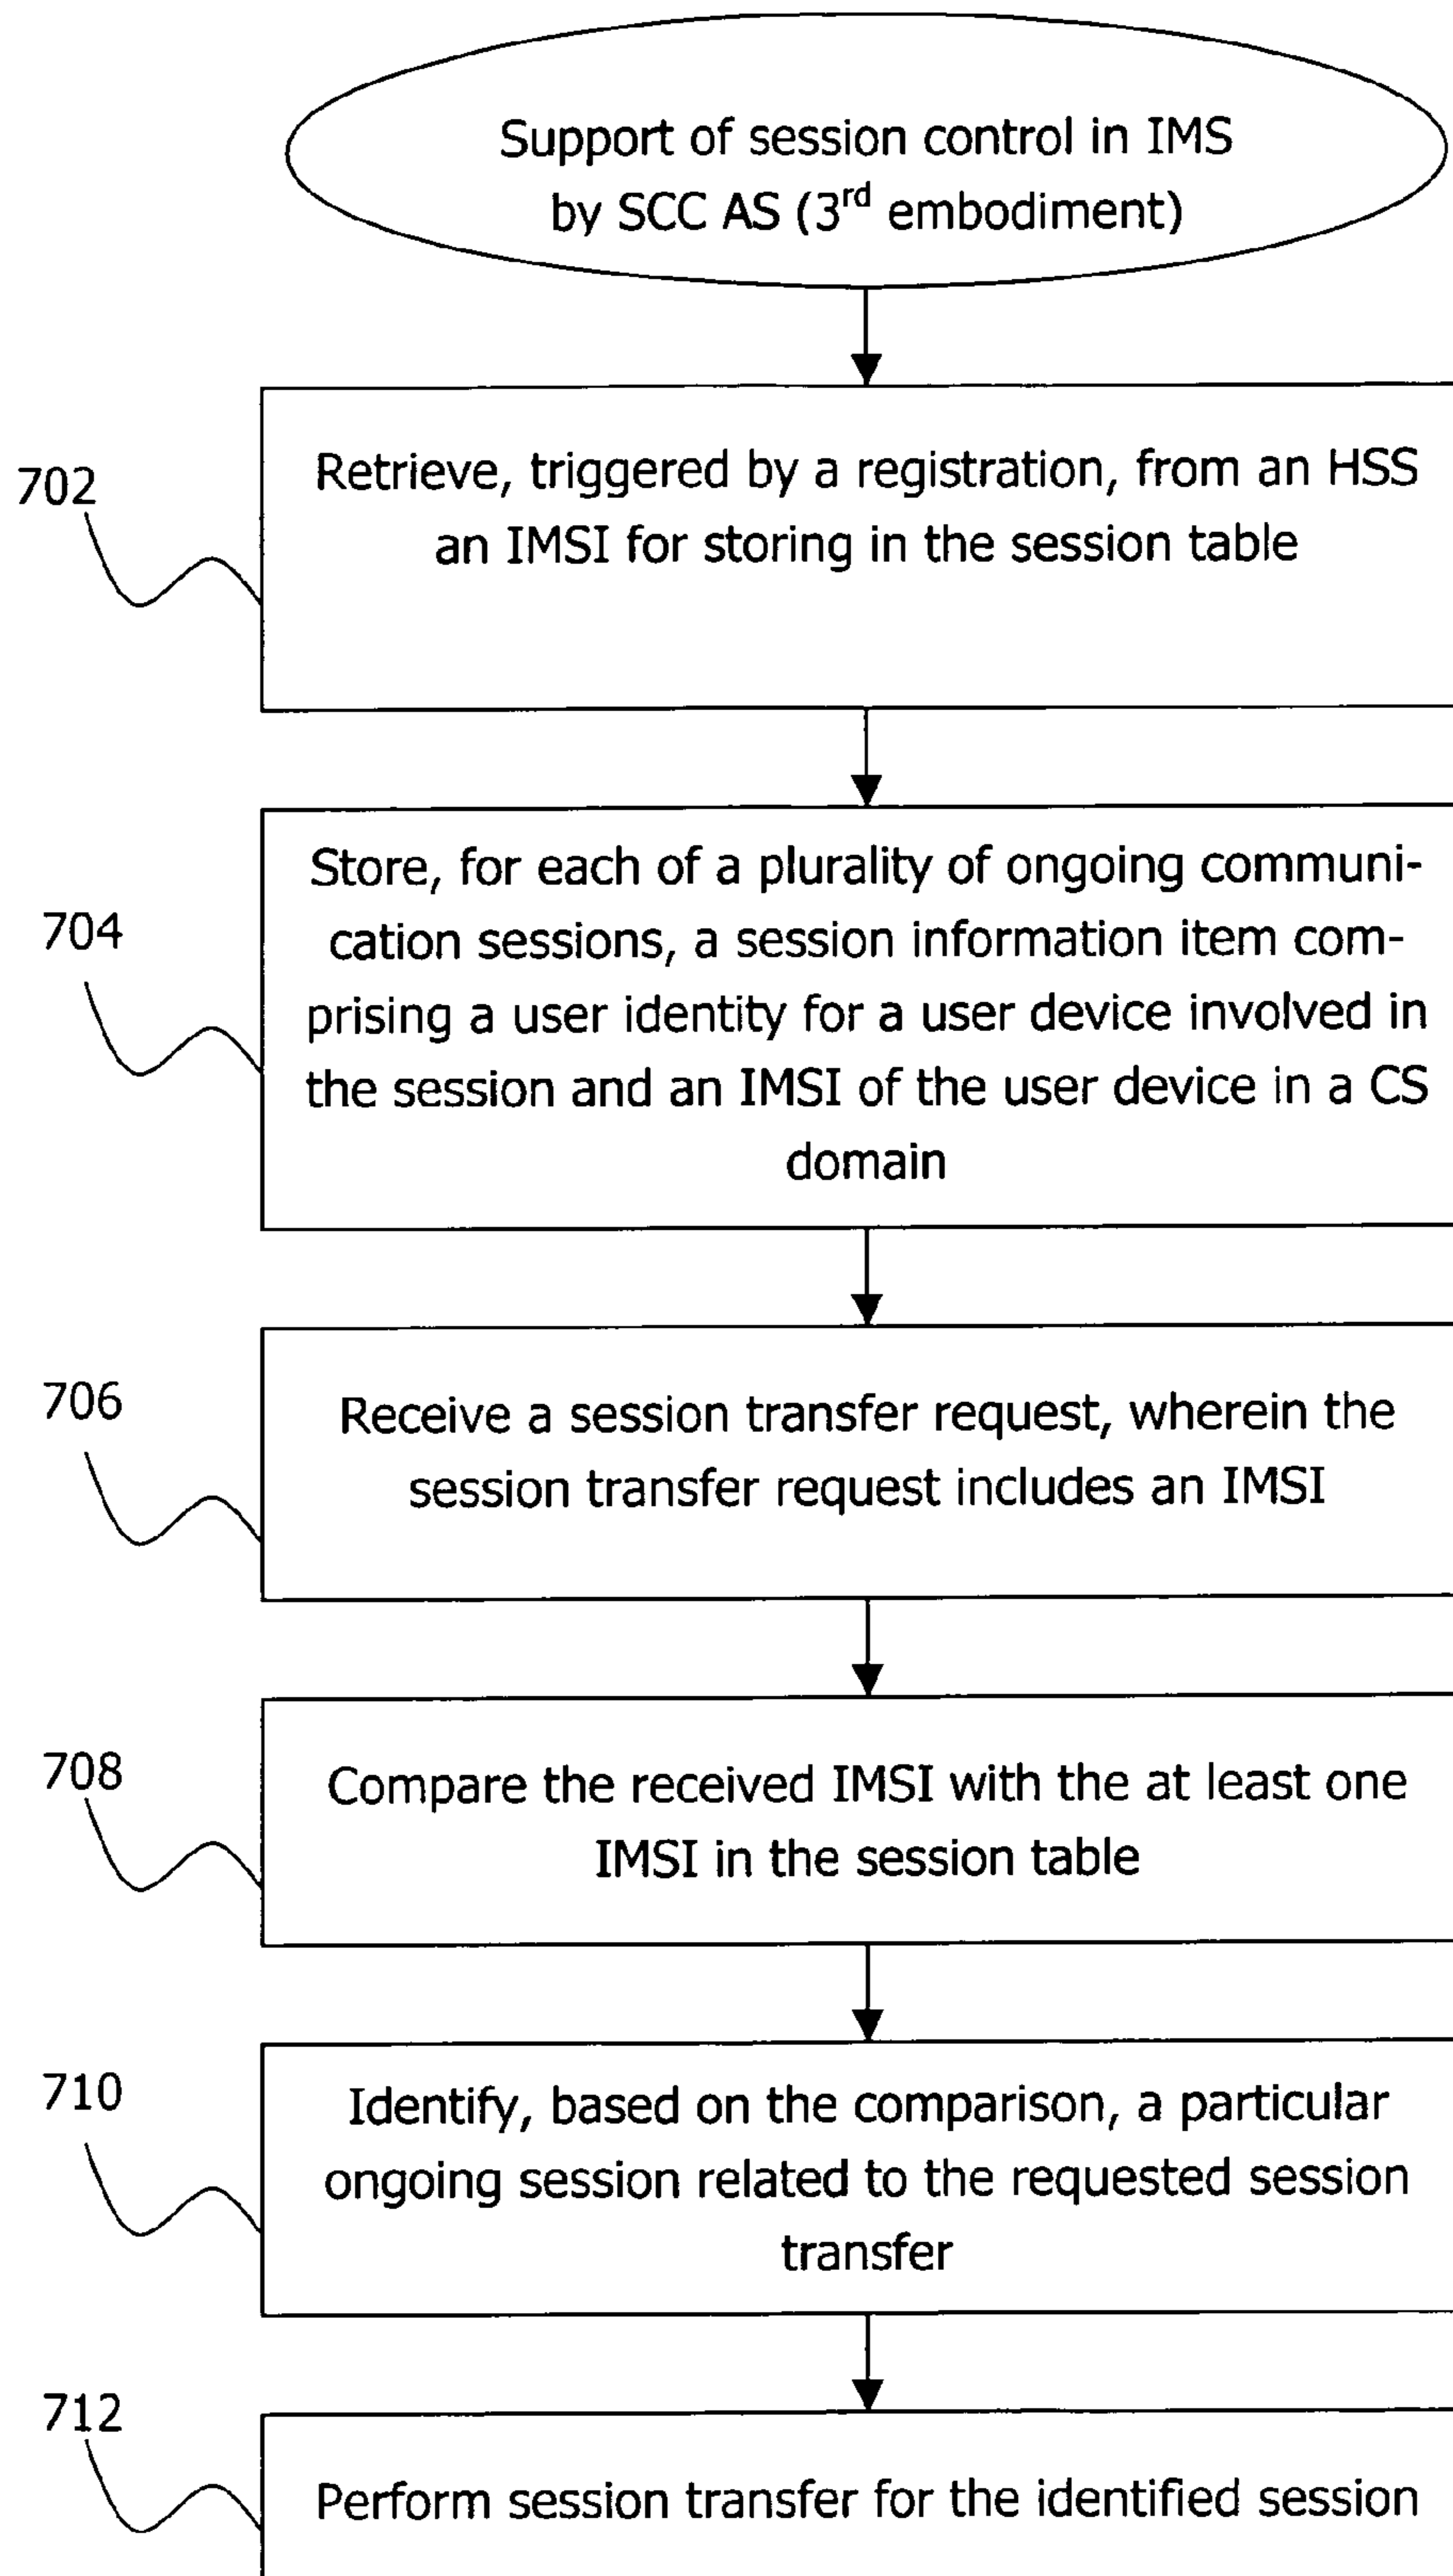 Support of session control in IMS
by SCC AS (3rd embodiment)
702
Retrieve, triggered by a registration, from an HSS
an IMSI for storing in the session table
704
Store, for each of a plurality of ongoing communi-
cation sessions, a session information item com-
prising a user identity for a user device involved in
the session and an IMSI of the user device in a CS
domain
706
Receive a session transfer request, wherein the
session transfer request includes an IMSI
708
Compare the received IMSI with the at least one
IMSI in the session table
710
Identify, based on the comparison, a particular
ongoing session related to the requested session
transfer
712
Perform session transfer for the identified session